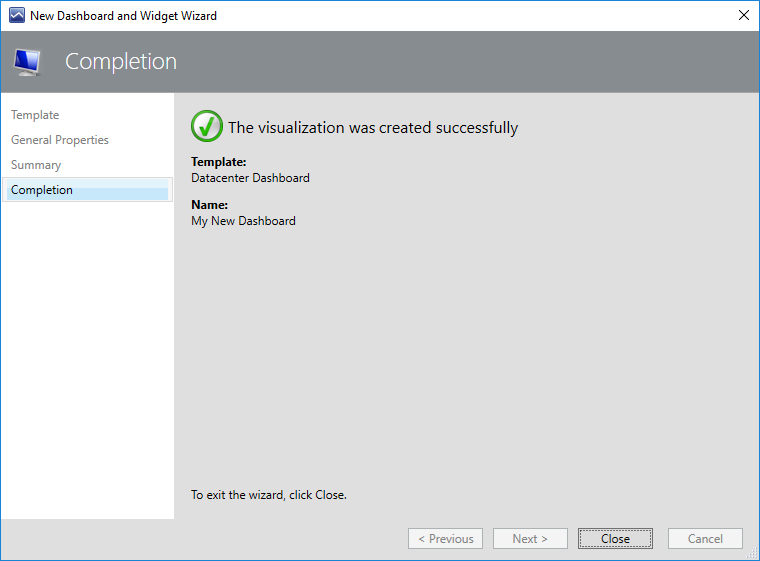 New Dashboard and Widget Wizard
Completion
Template
General Properties
Summary
Completion
The visualization was created successfully
Template:
Datacenter Dashboard
Name:
My New Dashboard
To exit the wizard, click Close.
< Previous
Next >
Close
Cancel